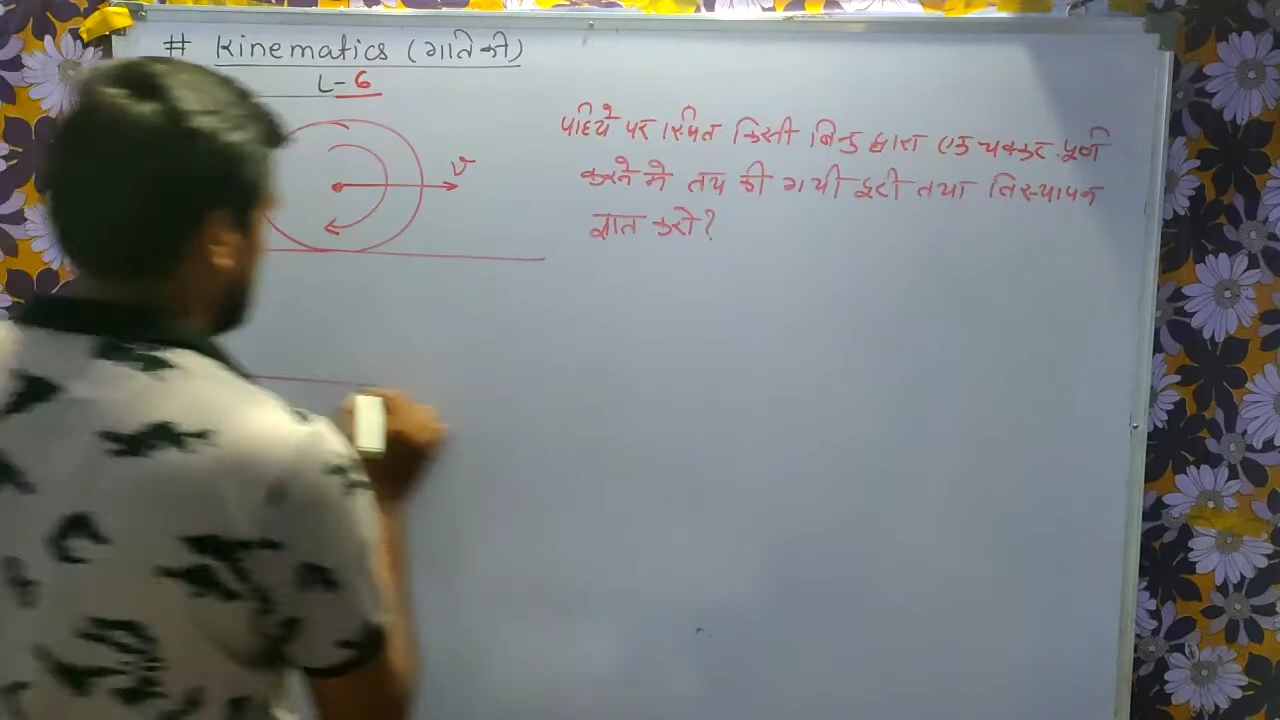 # Kinematics (गतिकी)
L-6
v
पहिये पर स्थित किसी बिन्दु द्वारा एक चक्कर पूर्ण
करने मे तय की गयी दूरी तथा विस्थापन
ज्ञात करो?